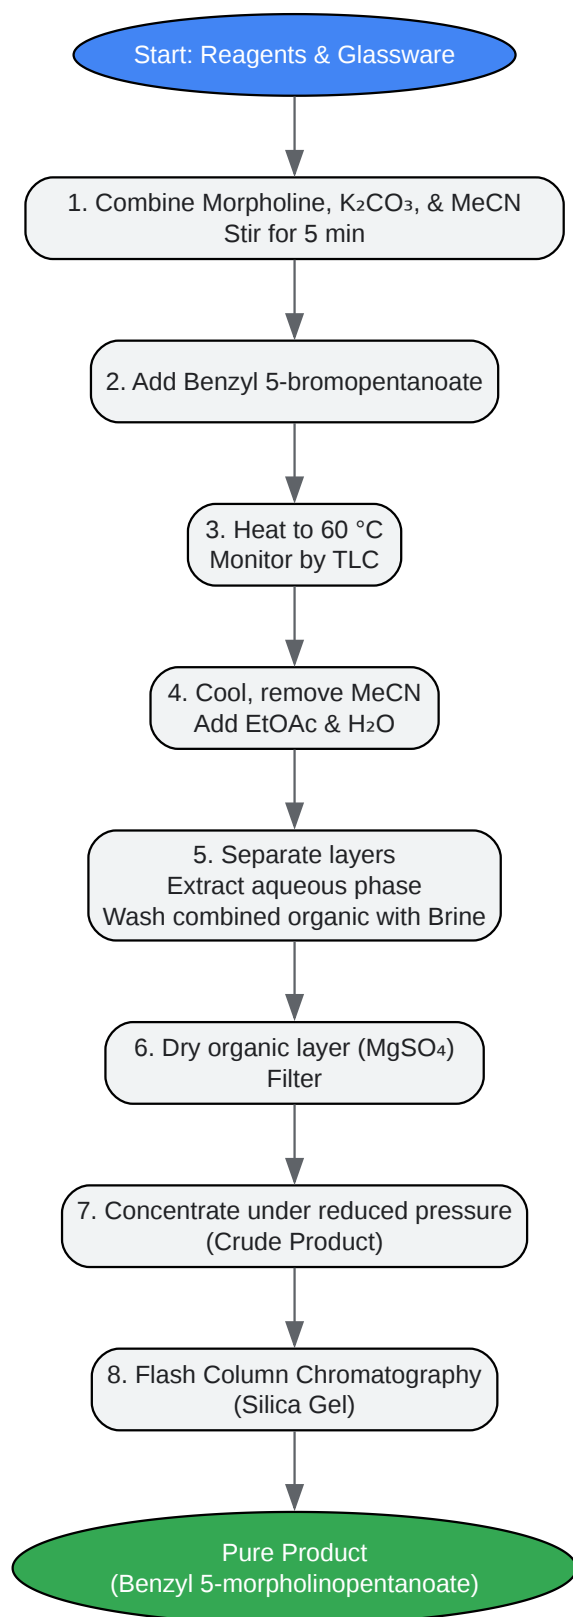 Start: Reagents & Glassware
1. Combine Morpholine, K₂CO₃, & MeCN
Stir for 5 min
2. Add Benzyl 5-bromopentanoate
3. Heat to 60 °C
Monitor by TLC
4. Cool, remove MeCN
Add EtOAc & H₂O
5. Separate layers
Extract aqueous phase
Wash combined organic with Brine
6. Dry organic layer (MgSO₄)
Filter
7. Concentrate under reduced pressure
(Crude Product)
8. Flash Column Chromatography
(Silica Gel)
Pure Product
(Benzyl 5-morpholinopentanoate)